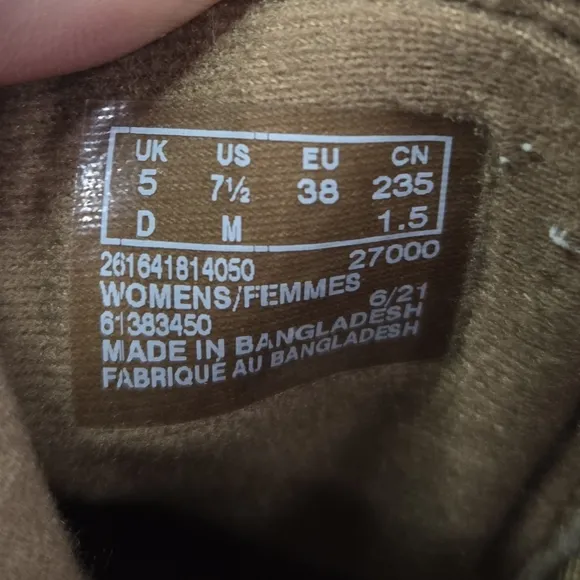 UK US EU CN
5 7½ 38 235
D M 1.5
261641814050 27000
WOMENS/FEMMES 6/21
61383450
MADE IN BANGLADESH
FABRIQUÉ AU BANGLADESH